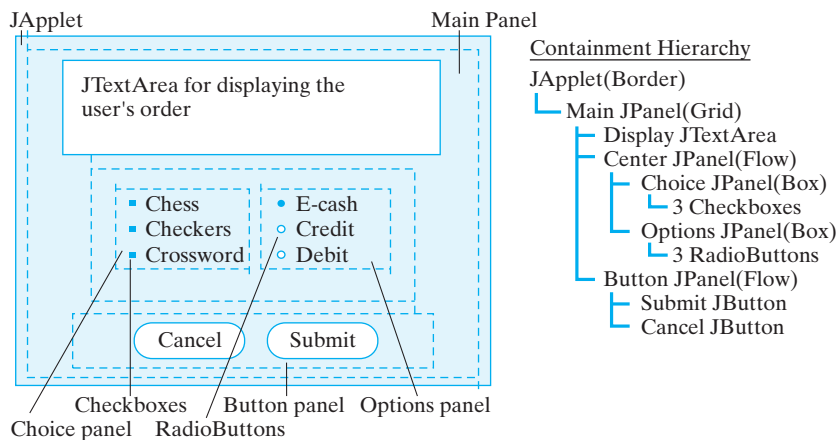 JApplet
Main Panel
JTextArea for displaying the
user's order
Chess
Checkers
Crossword
E-cash
Credit
Debit
Cancel
Submit
Checkboxes
Button panel
Options panel
Choice panel
RadioButtons
Containment Hierarchy
JApplet(Border)
Main JPanel(Grid)
Display JTextArea
Center JPanel(Flow)
Choice JPanel(Box)
3 Checkboxes
Options JPanel(Box)
3 RadioButtons
Button JPanel(Flow)
Submit JButton
Cancel JButton